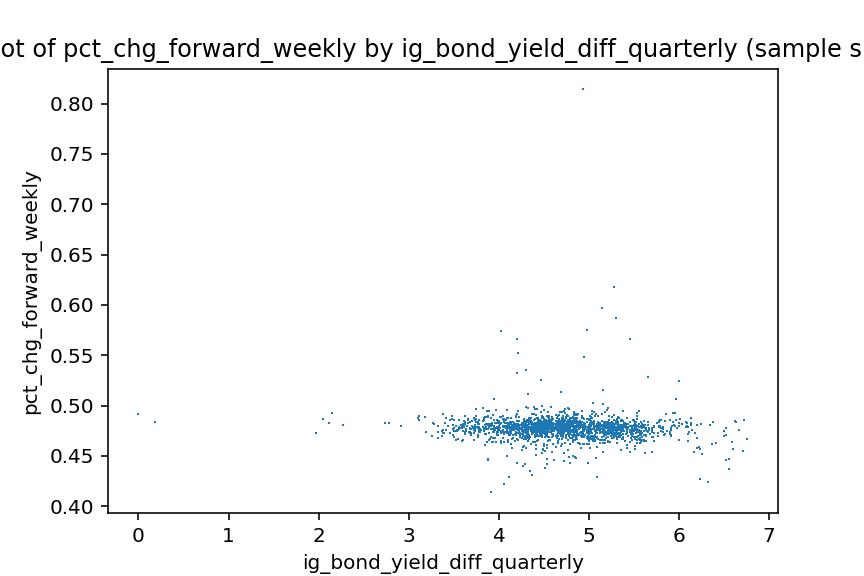 ot of pct_chg_forward_weekly by ig_bond_yield_diff_quarterly (sample s
0.80
0.75
0.70
0.65
0.60
0.55
0.50
0.45
0.40
pct_chg_forward_weekly
0 1 2 3 4 5 6 7
ig_bond_yield_diff_quarterly